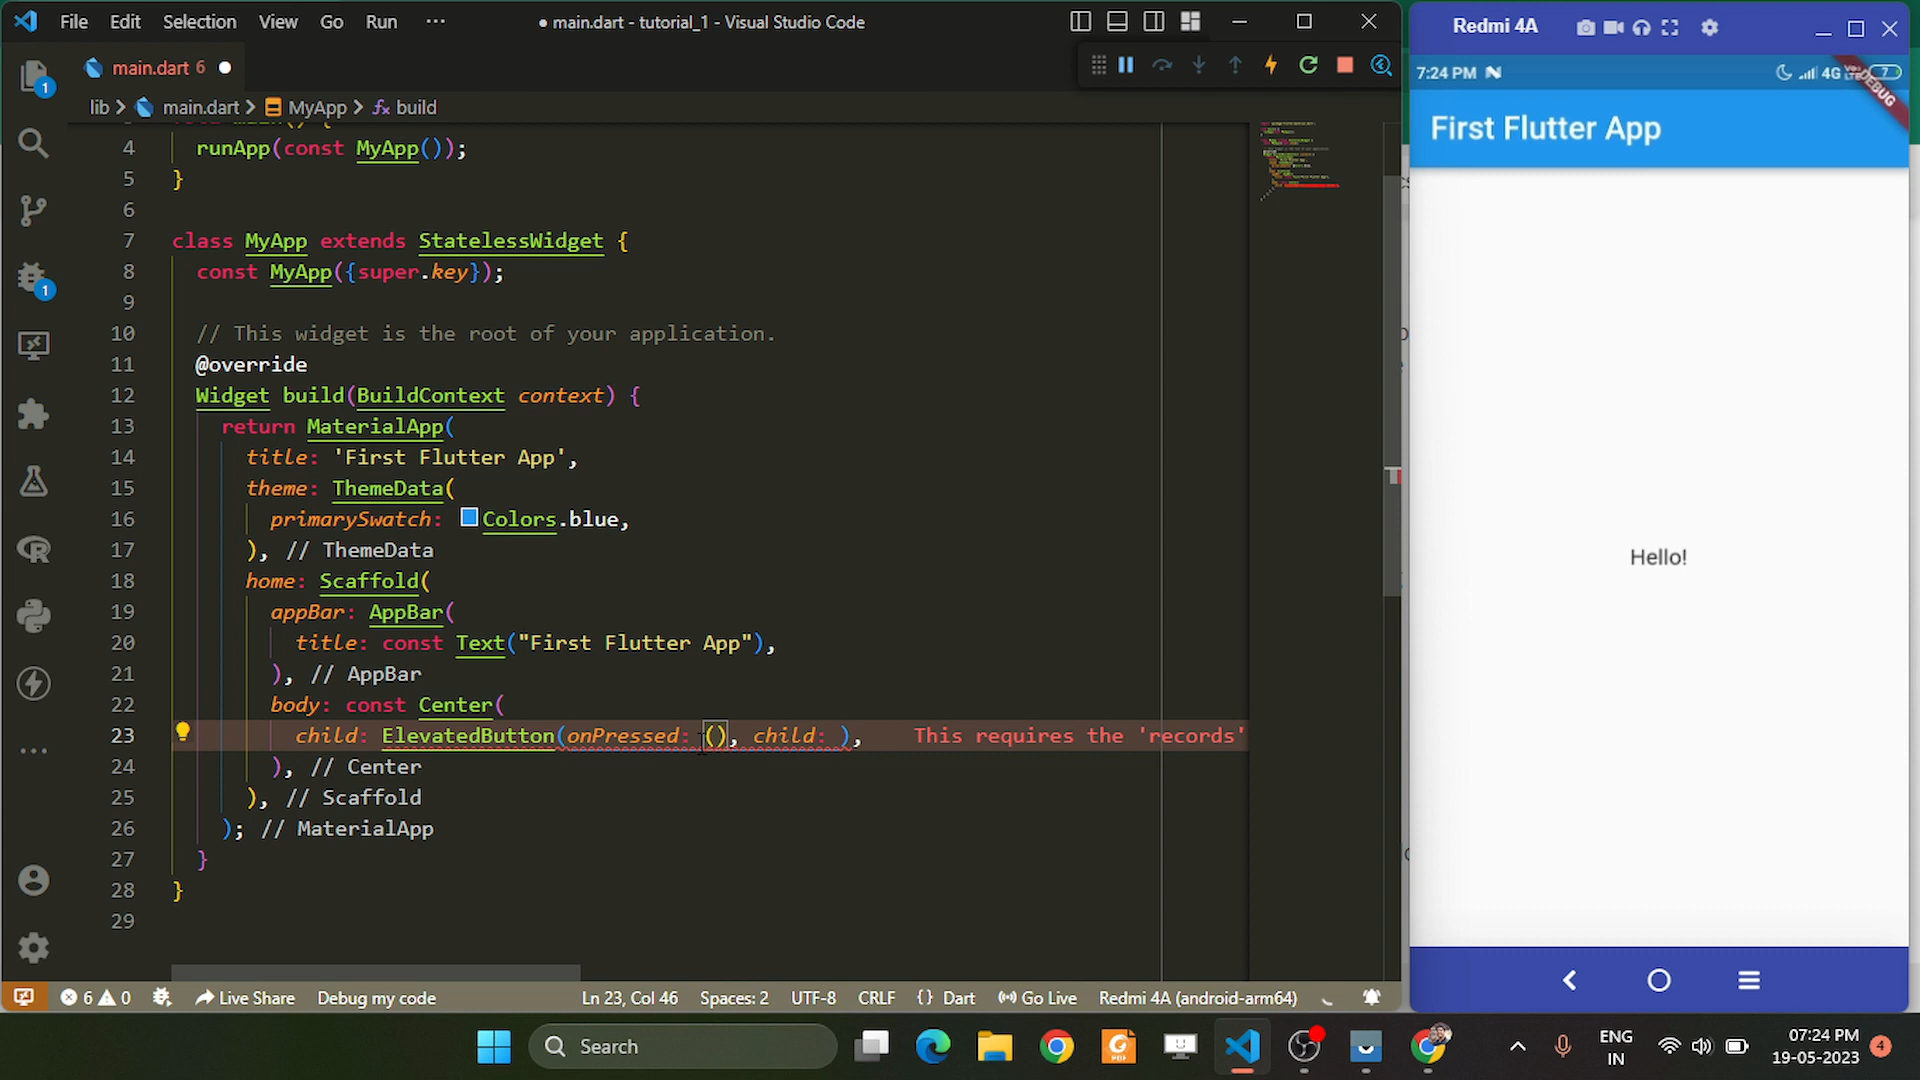 File Edit Selection View Go Run ···
● main.dart - tutorial_1 - Visual Studio Code
main.dart 6 ●
lib > main.dart > MyApp > build
4 runApp(const MyApp());
5 }
6
7 class MyApp extends StatelessWidget {
8 const MyApp({super.key});
9
10 // This widget is the root of your application.
11 @override
12 Widget build(BuildContext context) {
13 return MaterialApp(
14 title: 'First Flutter App',
15 theme: ThemeData(
16 primarySwatch: Colors.blue,
17 ), // ThemeData
18 home: Scaffold(
19 appBar: AppBar(
20 title: const Text("First Flutter App"),
21 ), // AppBar
22 body: const Center(
23 child: ElevatedButton(onPressed: (), child: ), This requires the 'records'
24 ), // Center
25 ), // Scaffold
26 ); // MaterialApp
27 }
28 }
29
1
1
6 0 Live Share Debug my code Ln 23, Col 46 Spaces: 2 UTF-8 CRLF {} Dart Go Live Redmi 4A (android-arm64)
Redmi 4A
7:24 PM 4G 7
DEBUG
First Flutter App
Hello!
Search
ENG
IN
07:24 PM
19-05-2023
4